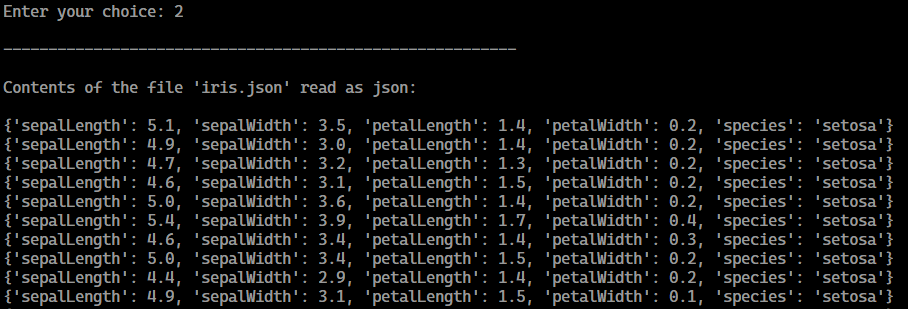 Enter your choice: 2
---------------------------------------------------------
Contents of the file 'iris.json' read as json:
{'sepalLength': 5.1, 'sepalWidth': 3.5, 'petalLength': 1.4, 'petalWidth': 0.2, 'species': 'setosa'}
{'sepalLength': 4.9, 'sepalWidth': 3.0, 'petalLength': 1.4, 'petalWidth': 0.2, 'species': 'setosa'}
{'sepalLength': 4.7, 'sepalWidth': 3.2, 'petalLength': 1.3, 'petalWidth': 0.2, 'species': 'setosa'}
{'sepalLength': 4.6, 'sepalWidth': 3.1, 'petalLength': 1.5, 'petalWidth': 0.2, 'species': 'setosa'}
{'sepalLength': 5.0, 'sepalWidth': 3.6, 'petalLength': 1.4, 'petalWidth': 0.2, 'species': 'setosa'}
{'sepalLength': 5.4, 'sepalWidth': 3.9, 'petalLength': 1.7, 'petalWidth': 0.4, 'species': 'setosa'}
{'sepalLength': 4.6, 'sepalWidth': 3.4, 'petalLength': 1.4, 'petalWidth': 0.3, 'species': 'setosa'}
{'sepalLength': 5.0, 'sepalWidth': 3.4, 'petalLength': 1.5, 'petalWidth': 0.2, 'species': 'setosa'}
{'sepalLength': 4.4, 'sepalWidth': 2.9, 'petalLength': 1.4, 'petalWidth': 0.2, 'species': 'setosa'}
{'sepalLength': 4.9, 'sepalWidth': 3.1, 'petalLength': 1.5, 'petalWidth': 0.1, 'species': 'setosa'}